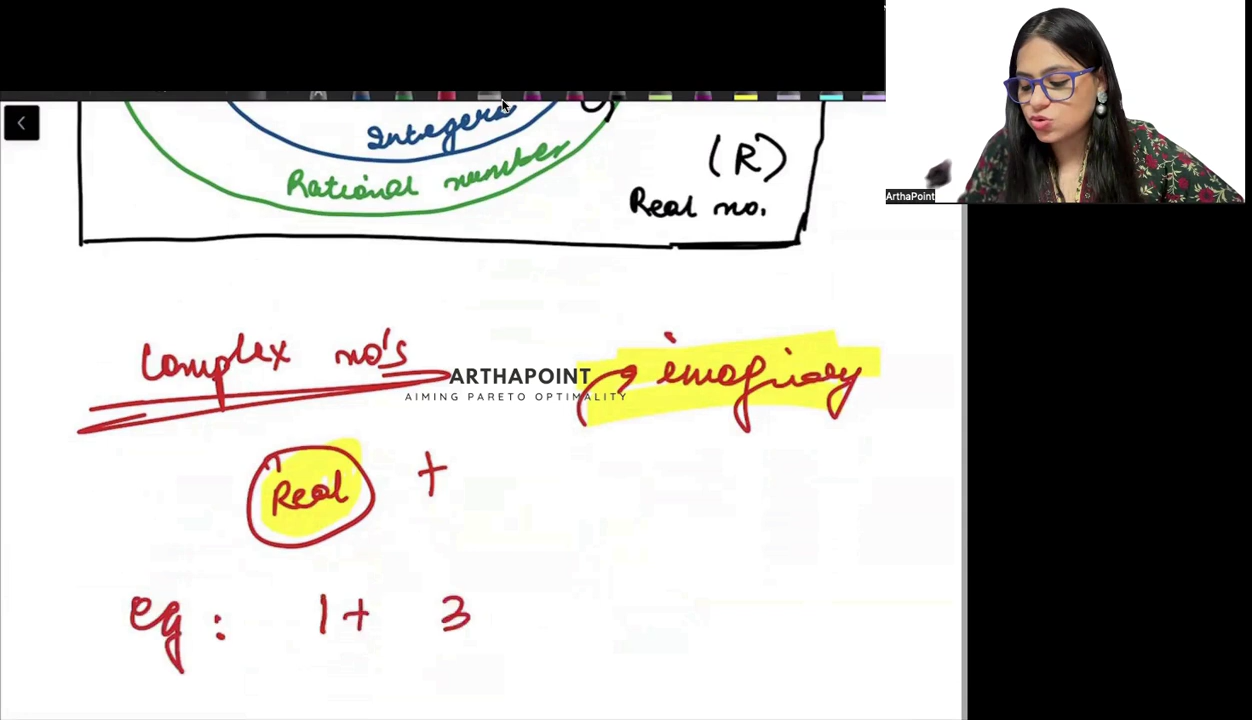 ArthaPoint
Integers
Rational number
(R)
Real no.
Complex no's
imaginary
ARTHAPOINT
AIMING PARETO OPTIMALITY
Real +
eg: 1+ 3